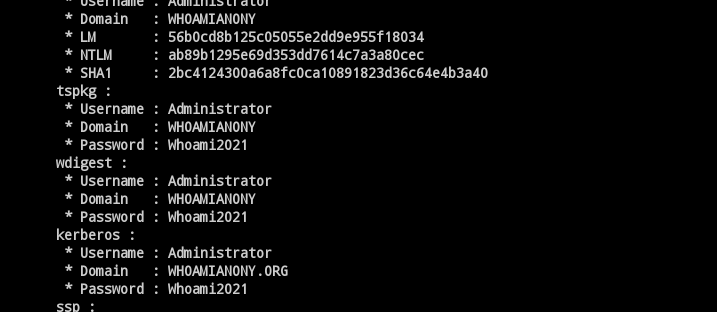 * Username : Administrator
* Domain : WHOAMIANONY
* LM : 56b0cd8b125c05055e2dd9e955f18034
* NTLM : ab89b1295e69d353dd7614c7a3a80cec
* SHA1 : 2bc4124300a6a8fc0ca10891823d36c64e4b3a40
tspkg :
* Username : Administrator
* Domain : WHOAMIANONY
* Password : Whoami2021
wdigest :
* Username : Administrator
* Domain : WHOAMIANONY
* Password : Whoami2021
kerberos :
* Username : Administrator
* Domain : WHOAMIANONY.ORG
* Password : Whoami2021
ssp :